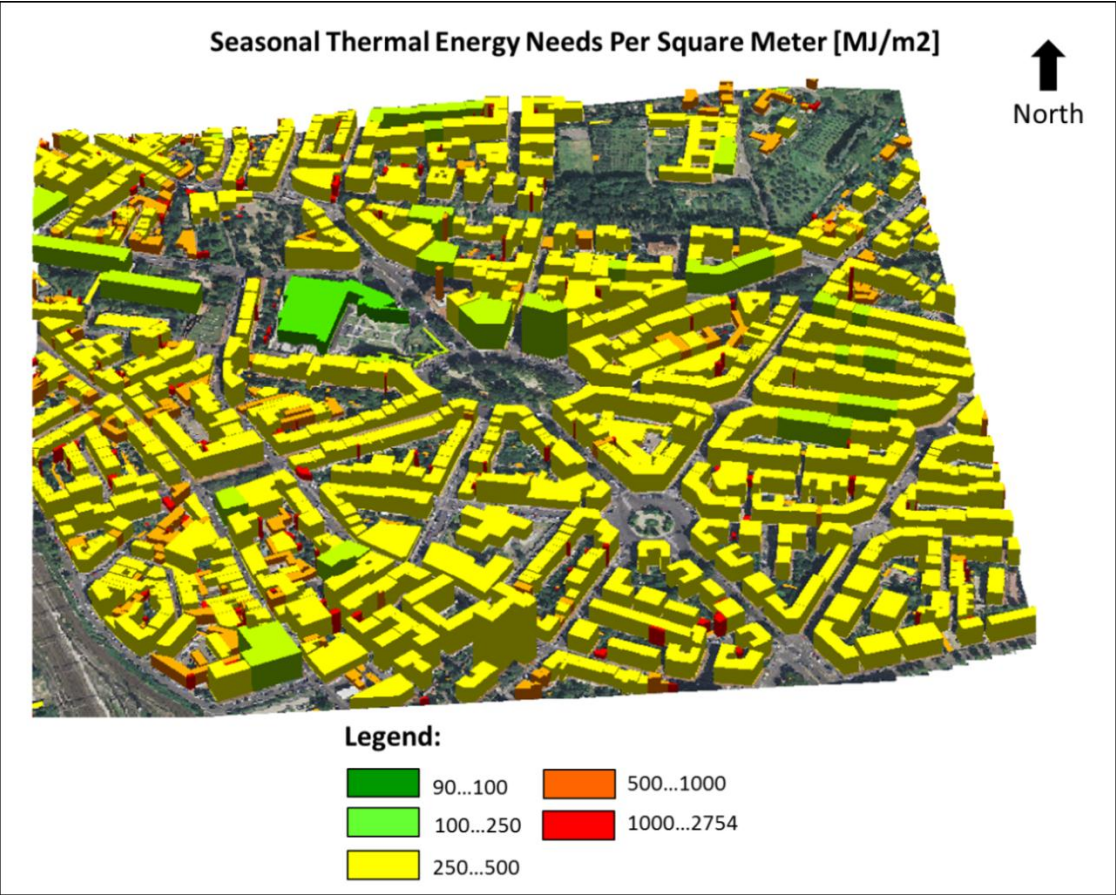 Seasonal Thermal Energy Needs Per Square Meter [MJ/m2]
North
Legend:
90...100
500...1000
100...250
1000...2754
250...500